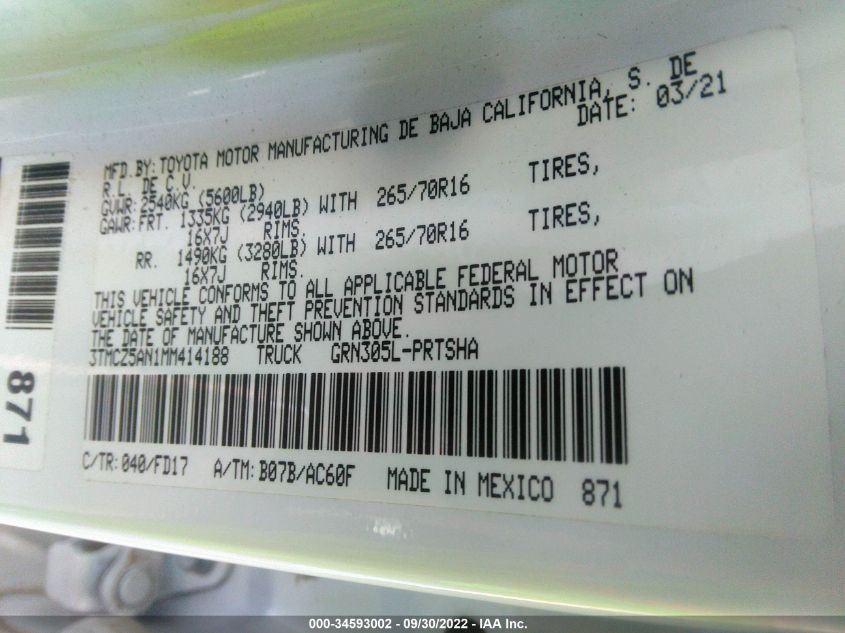 MFD.BY:TOYOTA MOTOR MANUFACTURING DE BAJA CALIFORNIA, S. DE
R.L. DE C.V. DATE: 03/21
GVWR:2540KG (5600LB)
GAWR:FRT. 1335KG (2940LB) WITH 265/70R16 TIRES,
16X7J RIMS.
RR. 1490KG (3280LB) WITH 265/70R16 TIRES,
16X7J RIMS.
THIS VEHICLE CONFORMS TO ALL APPLICABLE FEDERAL MOTOR
VEHICLE SAFETY AND THEFT PREVENTION STANDARDS IN EFFECT ON
THE DATE OF MANUFACTURE SHOWN ABOVE.
3TMCZ5AN1MM414188 TRUCK GRN305L-PRTSHA
C/TR:040/FD17 A/TM:B07B/AC60F MADE IN MEXICO 871
871
000-34593002 - 09/30/2022 - IAA Inc.